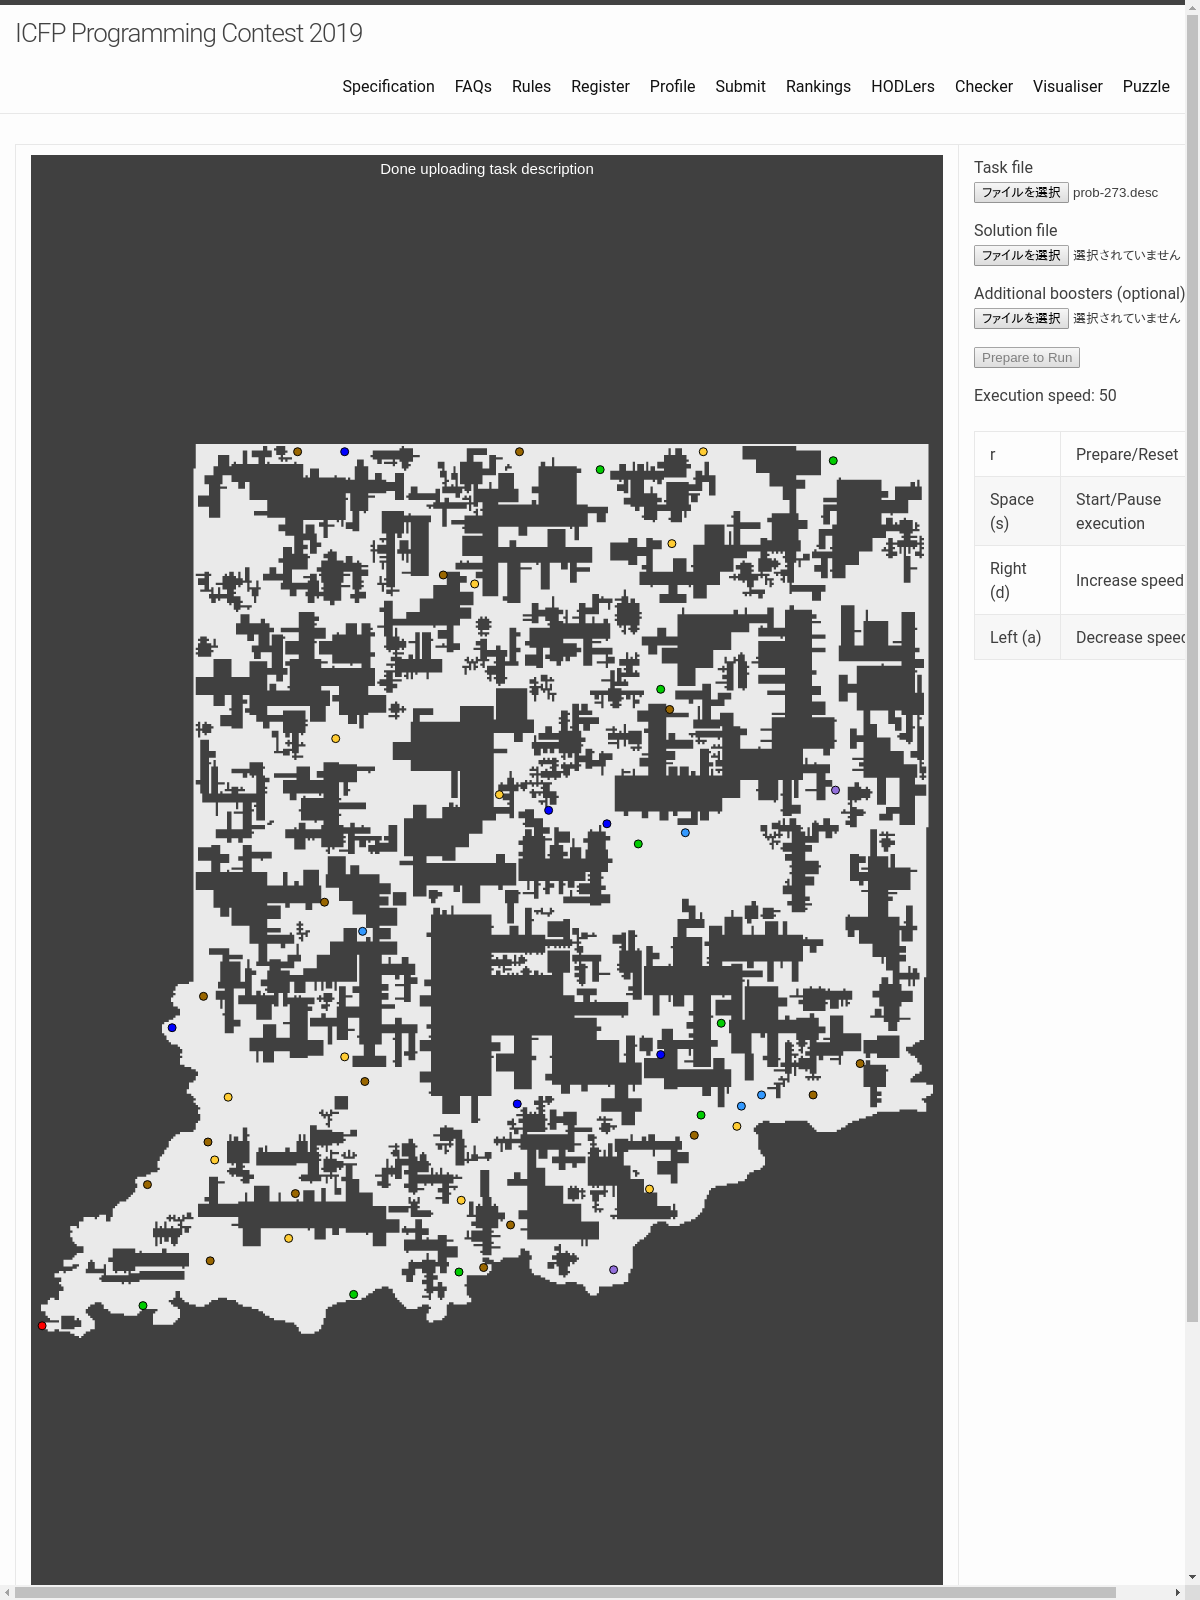 ICFP Programming Contest 2019
Specification FAQs Rules Register Profile Submit Rankings HODLers Checker Visualiser Puzzle
Done uploading task description
Task file
ファイルを選択 prob-273.desc
Solution file
ファイルを選択 選択されていません
Additional boosters (optional)
ファイルを選択 選択されていません
Prepare to Run
Execution speed: 50
r Prepare/Reset
Space (s) Start/Pause execution
Right (d) Increase speed
Left (a) Decrease speed